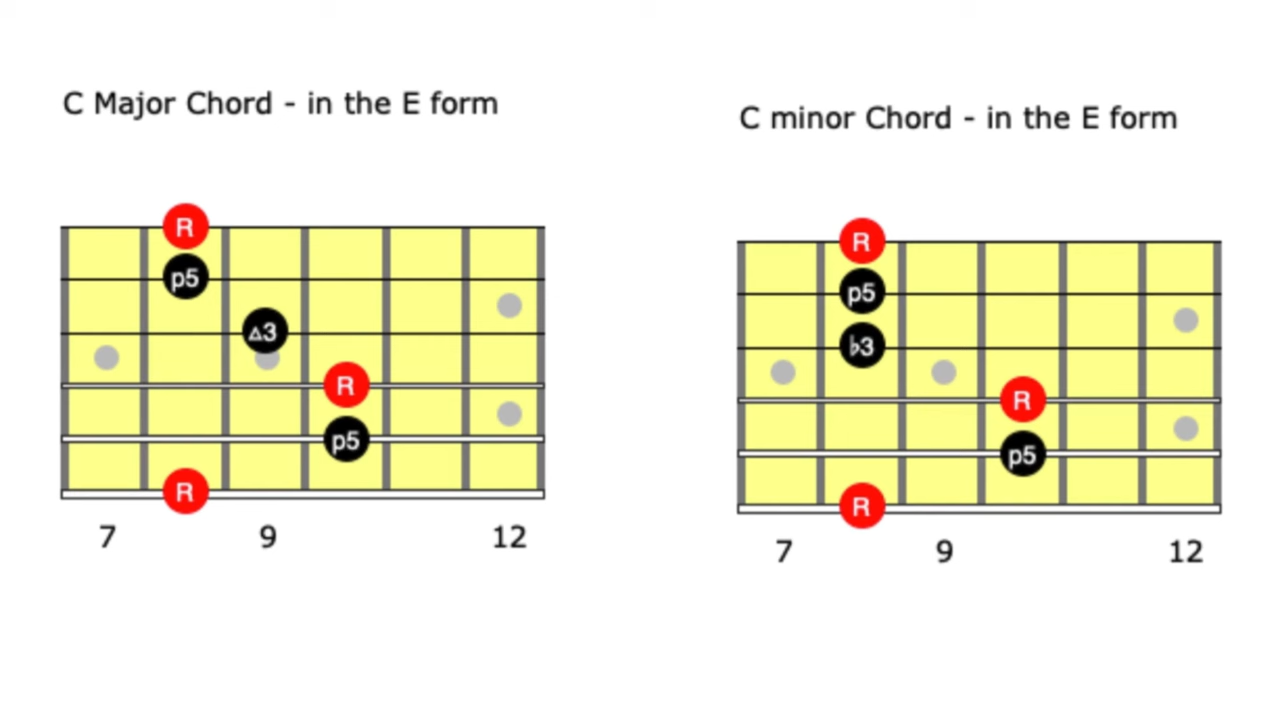 C Major Chord - in the E form
R
p5
Δ3
R
p5
R
7 9 12
C minor Chord - in the E form
R
p5
♭3
R
p5
R
7 9 12